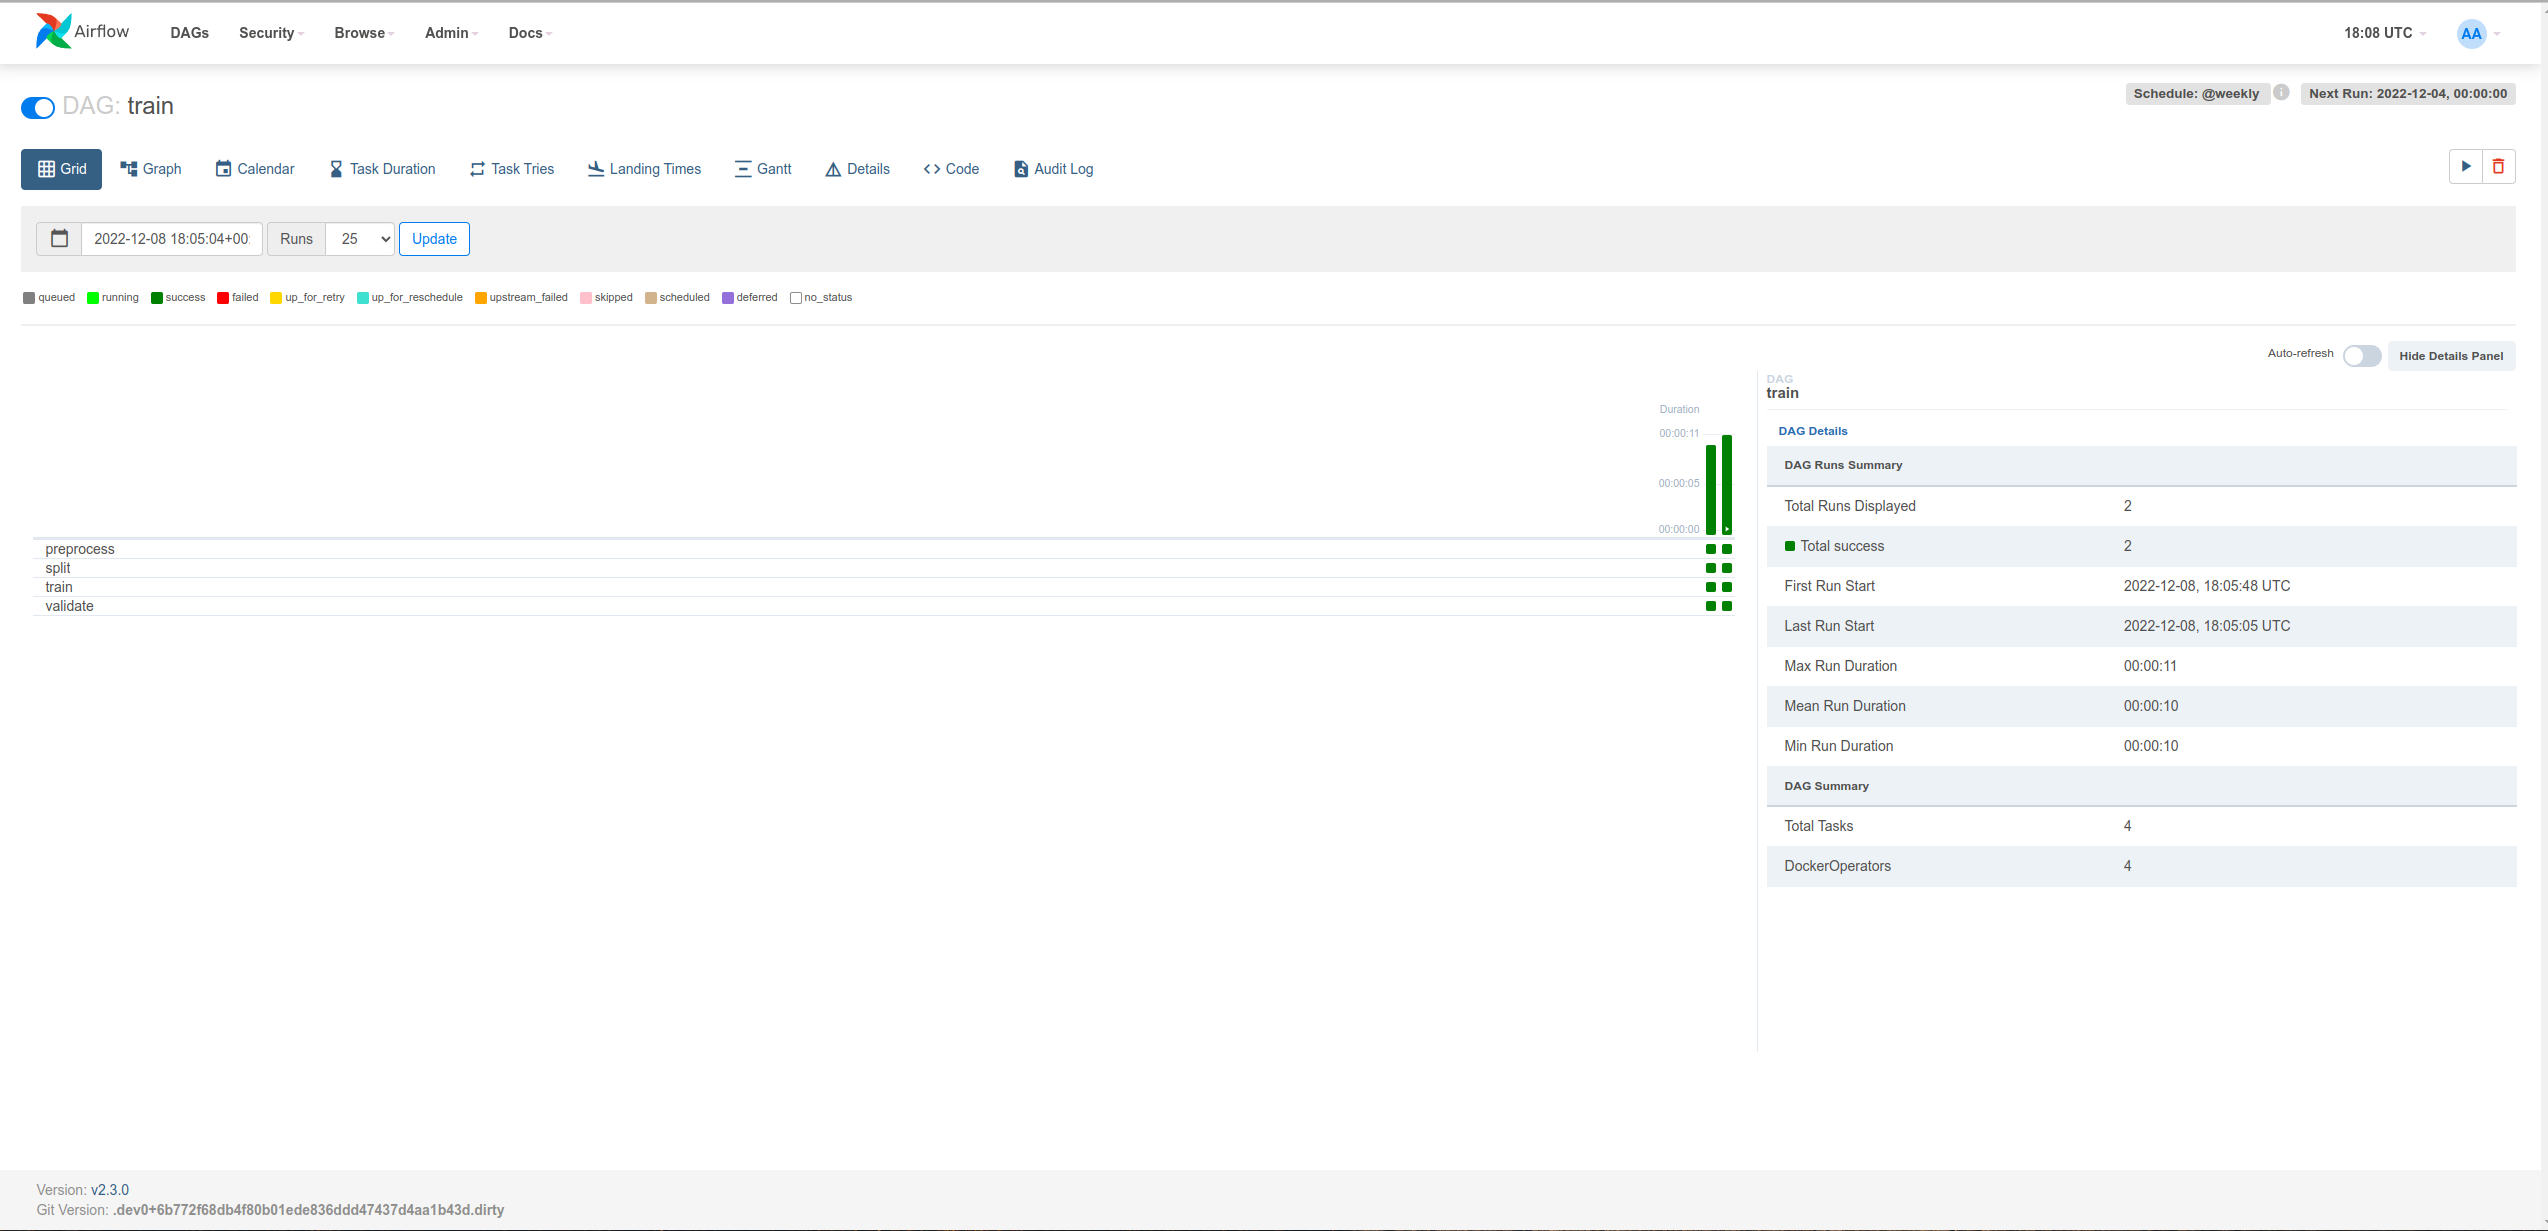 Airflow DAGs Security Browse Admin Docs 18:08 UTC AA
DAG: train
Schedule: @weekly i Next Run: 2022-12-04, 00:00:00
Grid Graph Calendar Task Duration Task Tries Landing Times Gantt Details Code Audit Log
2022-12-08 18:05:04+00: Runs 25 Update
queued running success failed up_for_retry up_for_reschedule upstream_failed skipped scheduled deferred no_status
Auto-refresh Hide Details Panel
Duration
00:00:11
00:00:05
00:00:00
preprocess
split
train
validate
DAG
train
DAG Details
DAG Runs Summary
Total Runs Displayed 2
Total success 2
First Run Start 2022-12-08, 18:05:48 UTC
Last Run Start 2022-12-08, 18:05:05 UTC
Max Run Duration 00:00:11
Mean Run Duration 00:00:10
Min Run Duration 00:00:10
DAG Summary
Total Tasks 4
DockerOperators 4
Version: v2.3.0
Git Version: .dev0+6b772f68db4f80b01ede836ddd47437d4aa1b43d.dirty